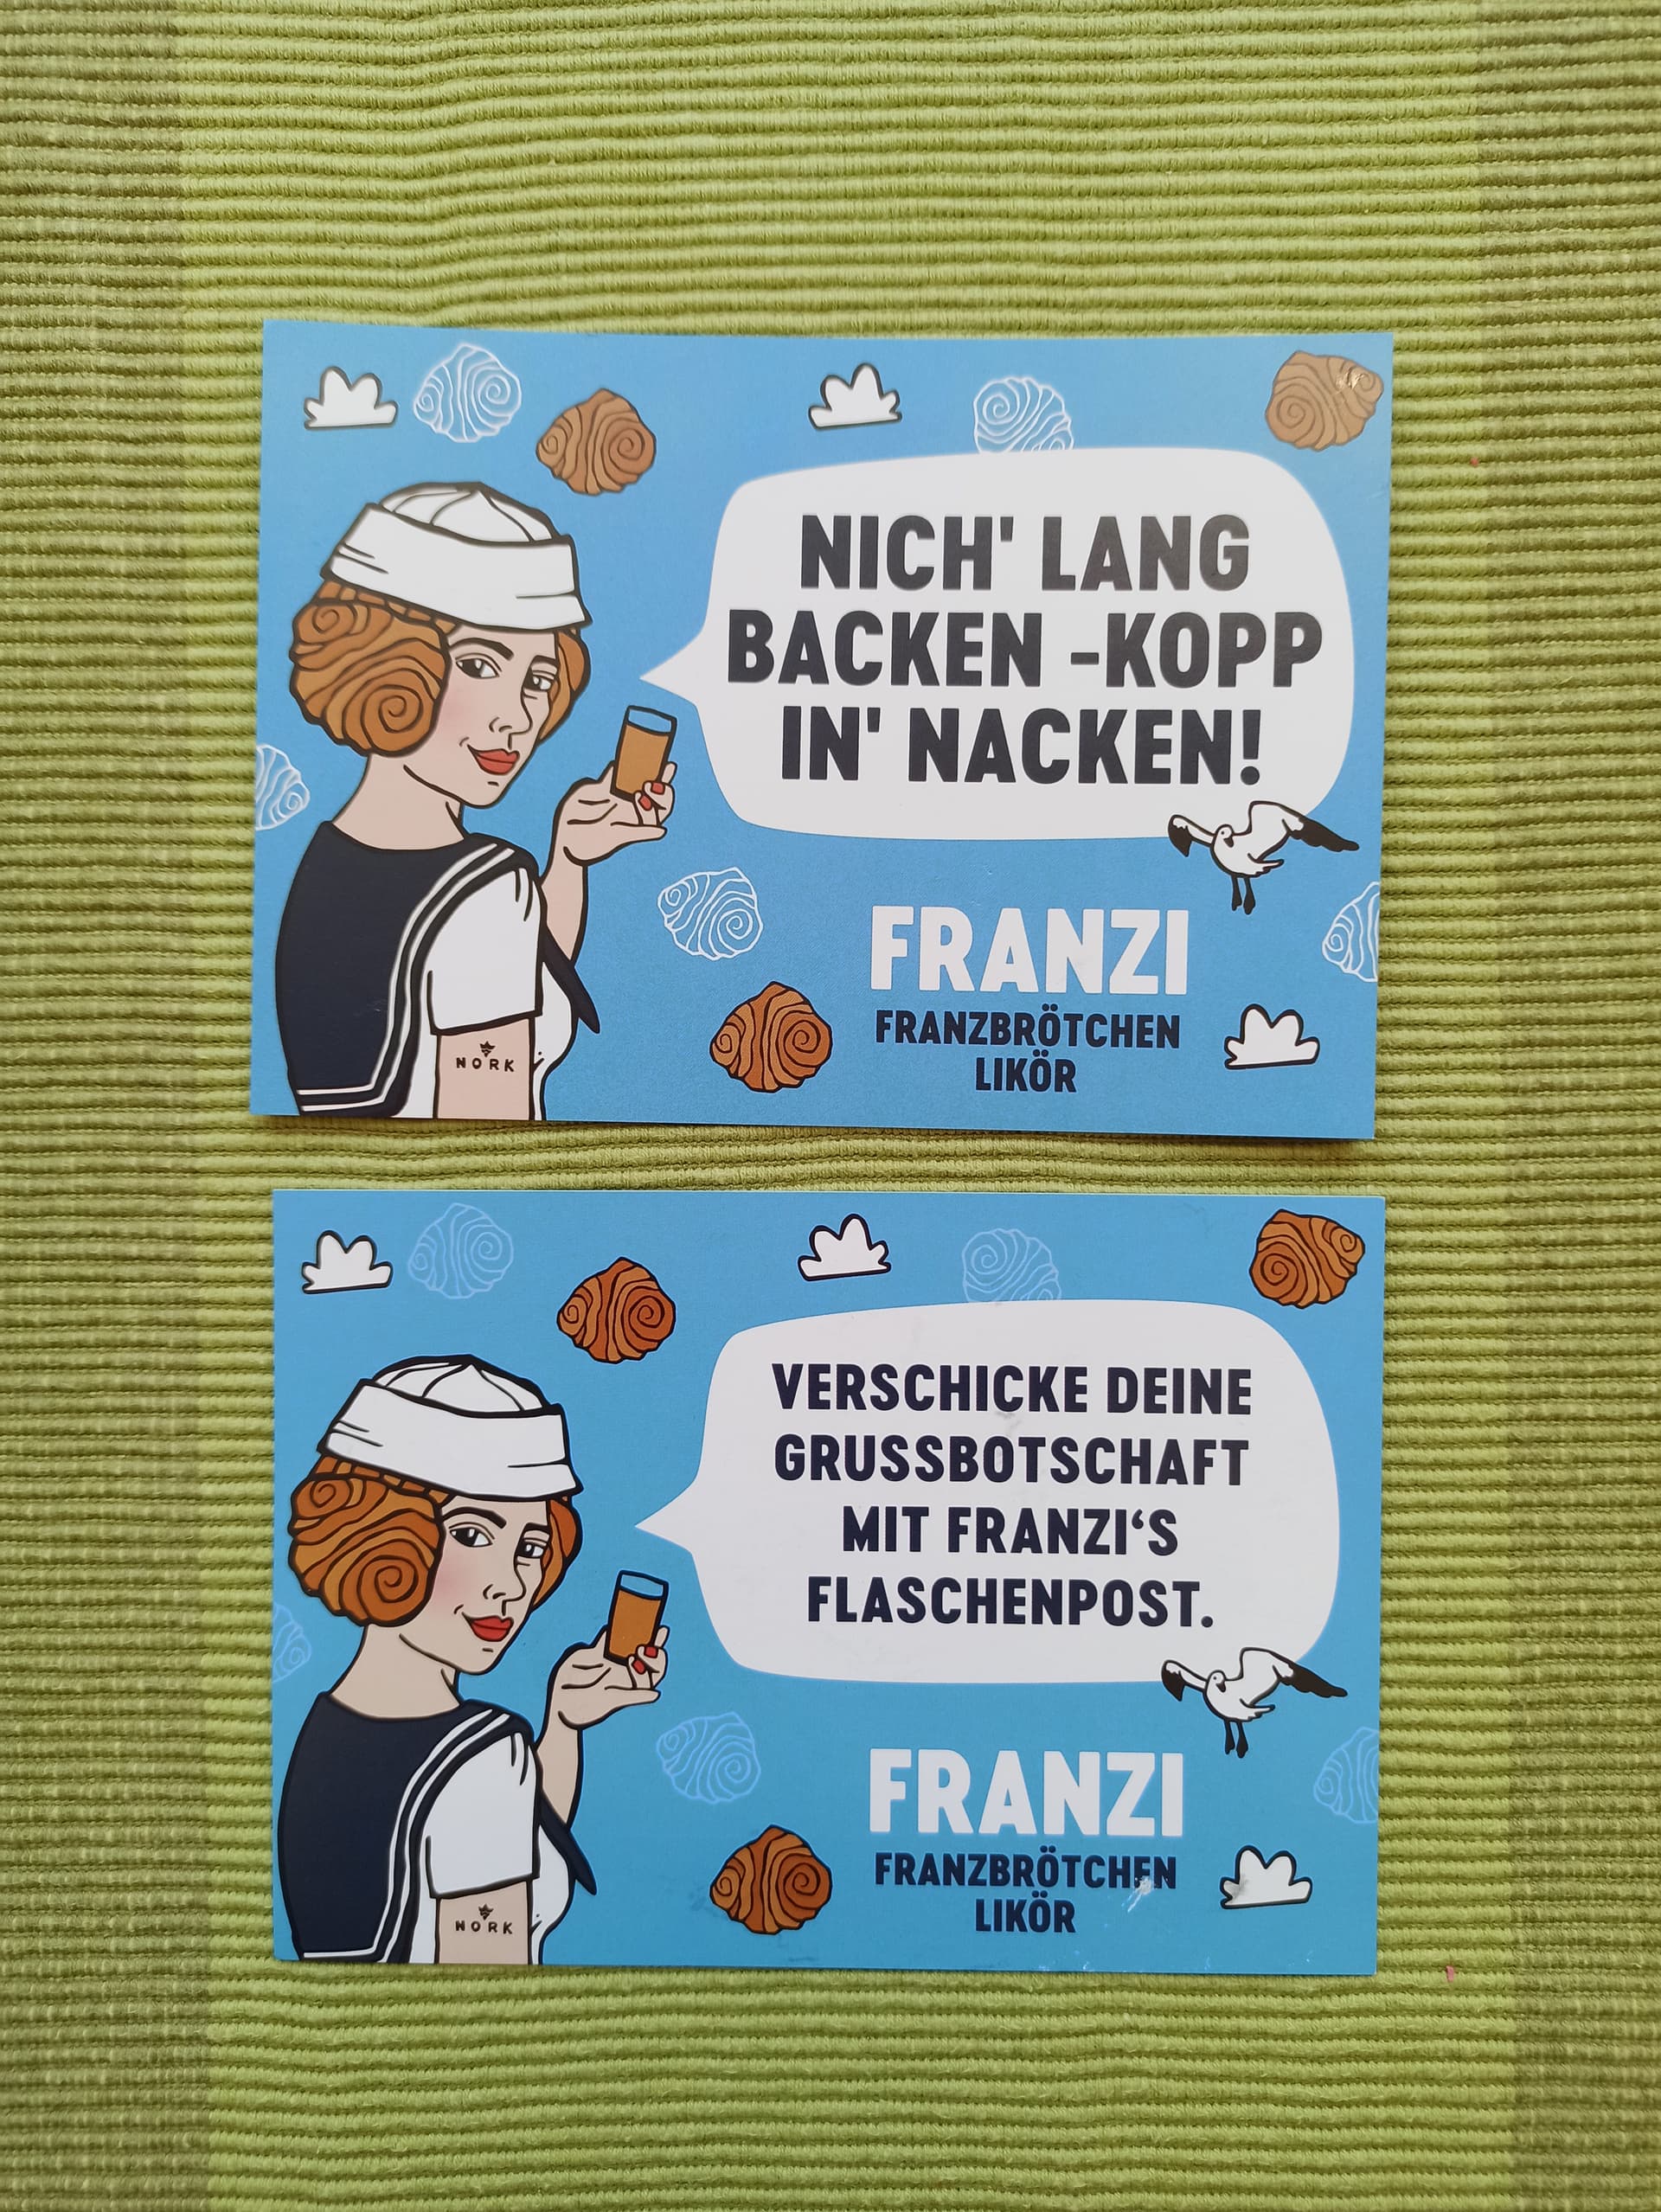 NICH' LANG
BACKEN -KOPP
IN' NACKEN!
FRANZI
FRANZBRÖTCHEN
LIKÖR
NORK
VERSCHICKE DEINE
GRUSSBOTSCHAFT
MIT FRANZI‘S
FLASCHENPOST.
FRANZI
FRANZBRÖTCHEN
LIKÖR
NORK